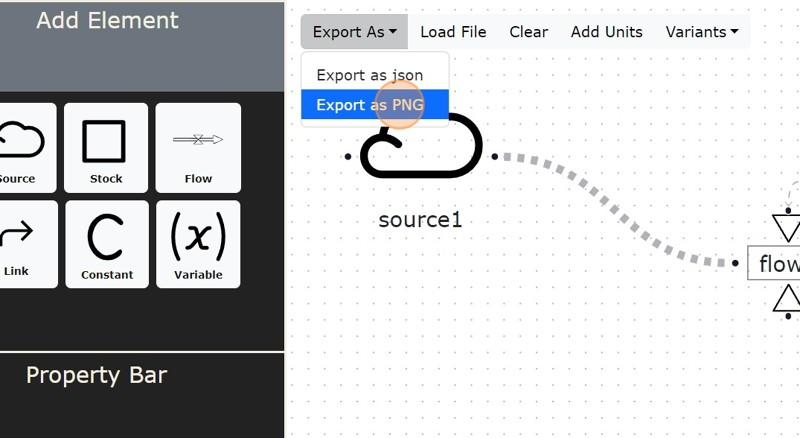 Add Element
Export As Load File Clear Add Units Variants
Export as json
Export as PNG
Source Stock Flow
Link Constant Variable
C (x)
source1
flow
Property Bar